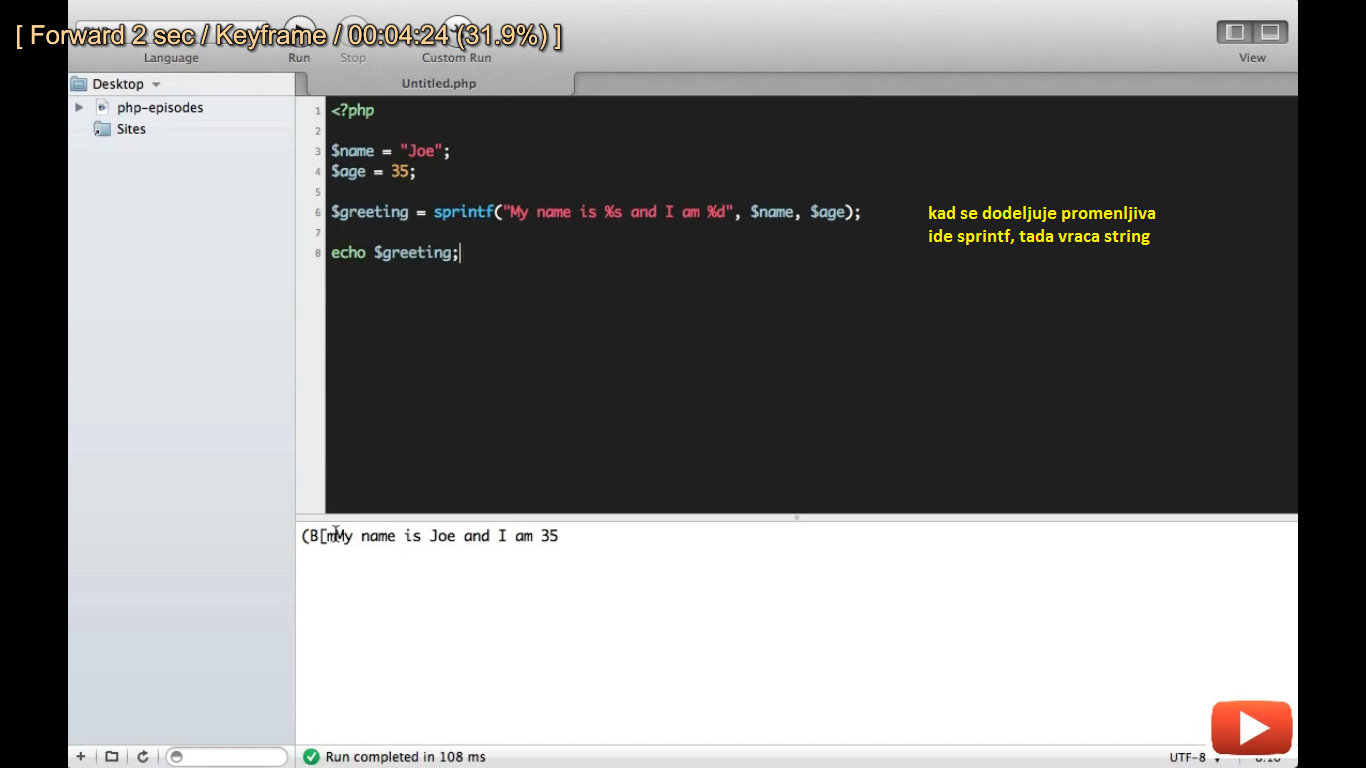 [ Forward 2 sec / Keyframe / 00:04:24 (31.9%) ]
Language
Run
Stop
Custom Run
View
Desktop
Untitled.php
php-episodes
Sites
1 <?php
2
3 $name = "Joe";
4 $age = 35;
5
6 $greeting = sprintf("My name is %s and I am %d", $name, $age);
7
8 echo $greeting;
kad se dodeljuje promenljiva
ide sprintf, tada vraca string
(B[mMy name is Joe and I am 35
Run completed in 108 ms
UTF-8